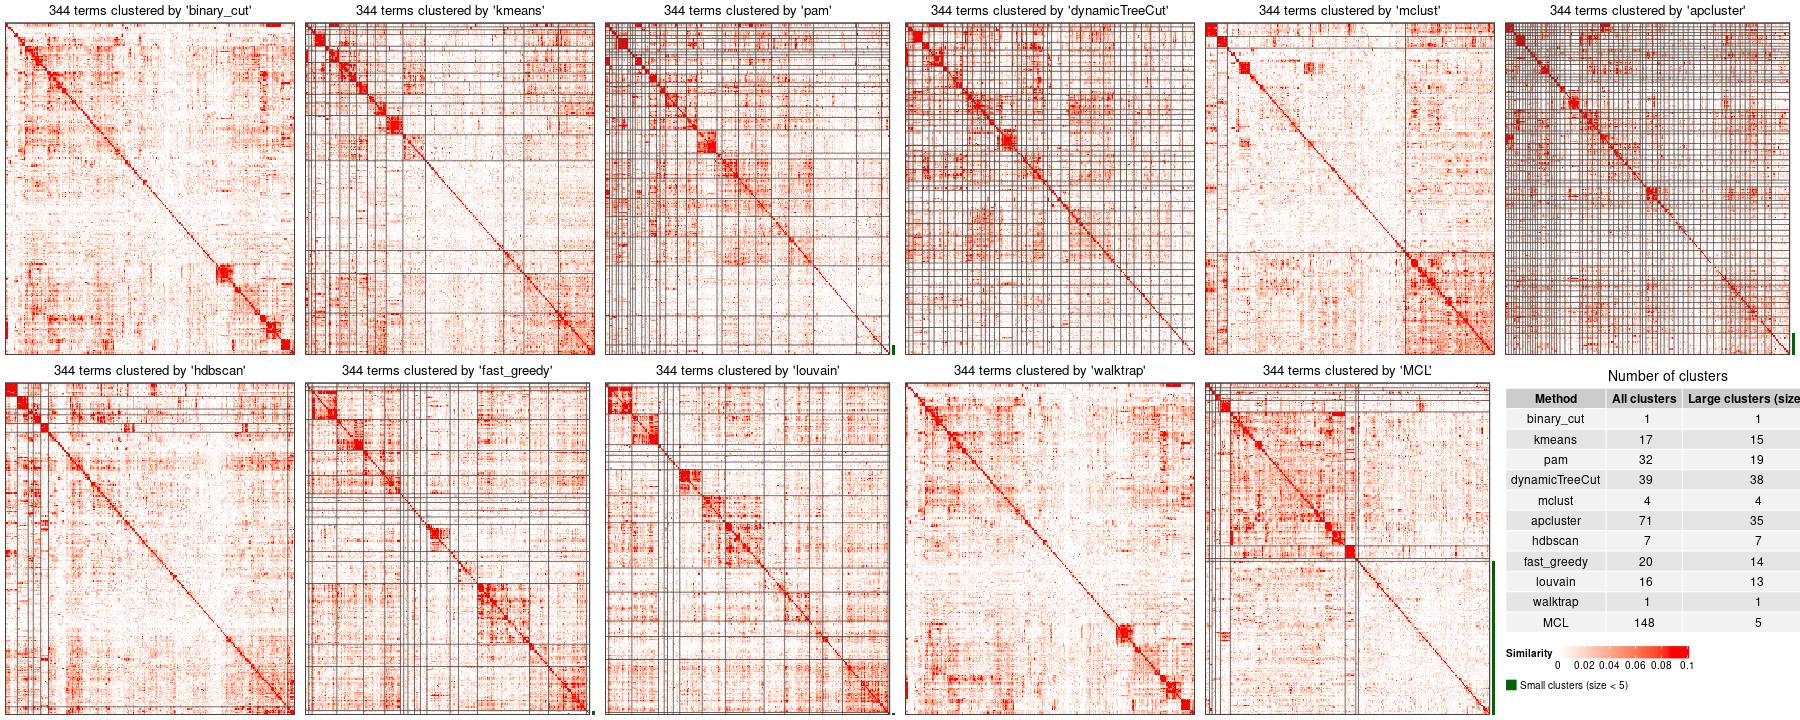 344 terms clustered by 'binary_cut'
344 terms clustered by 'kmeans'
344 terms clustered by 'pam'
344 terms clustered by 'dynamicTreeCut'
344 terms clustered by 'mclust'
344 terms clustered by 'apcluster'
344 terms clustered by 'hdbscan'
344 terms clustered by 'fast_greedy'
344 terms clustered by 'louvain'
344 terms clustered by 'walktrap'
344 terms clustered by 'MCL'
Number of clusters
Method All clusters Large clusters (size
binary_cut 1 1
kmeans 17 15
pam 32 19
dynamicTreeCut 39 38
mclust 4 4
apcluster 71 35
hdbscan 7 7
fast_greedy 20 14
louvain 16 13
walktrap 1 1
MCL 148 5
Similarity
0 0.02 0.04 0.06 0.08 0.1
Small clusters (size < 5)